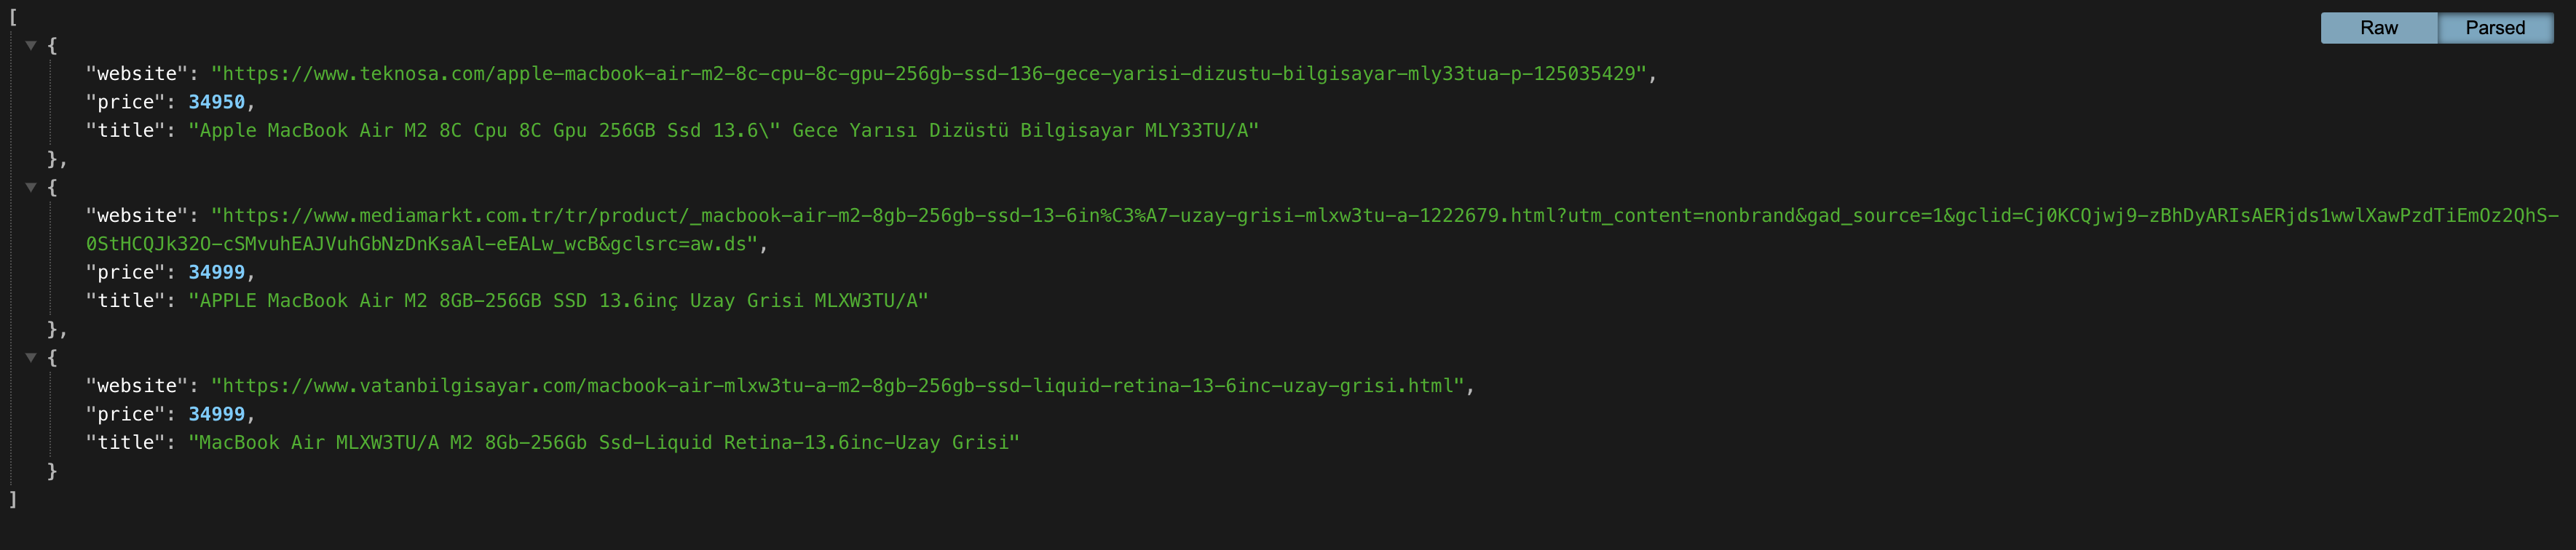 [
{
"website": "https://www.teknosa.com/apple-macbook-air-m2-8c-cpu-8c-gpu-256gb-ssd-136-gece-yarisi-dizustu-bilgisayar-mly33tua-p-125035429",
"price": 34950,
"title": "Apple MacBook Air M2 8C Cpu 8C Gpu 256GB Ssd 13.6\" Gece Yarısı Dizüstü Bilgisayar MLY33TU/A"
},
{
"website": "https://www.mediamarkt.com.tr/tr/product/_macbook-air-m2-8gb-256gb-ssd-13-6in%C3%A7-uzay-grisi-mlxw3tu-a-1222679.html?utm_content=nonbrand&gad_source=1&gclid=Cj0KCQjwj9-zBhDyARIsAERjds1wwlXawPzdTiEmOz2QhS-
0StHCQJk32O-cSMvuhEAJVuhGbNzDnKsaAl-eEALw_wcB&gclsrc=aw.ds",
"price": 34999,
"title": "APPLE MacBook Air M2 8GB-256GB SSD 13.6inç Uzay Grisi MLXW3TU/A"
},
{
"website": "https://www.vatanbilgisayar.com/macbook-air-mlxw3tu-a-m2-8gb-256gb-ssd-liquid-retina-13-6inc-uzay-grisi.html",
"price": 34999,
"title": "MacBook Air MLXW3TU/A M2 8Gb-256Gb Ssd-Liquid Retina-13.6inc-Uzay Grisi"
}
]
Raw Parsed